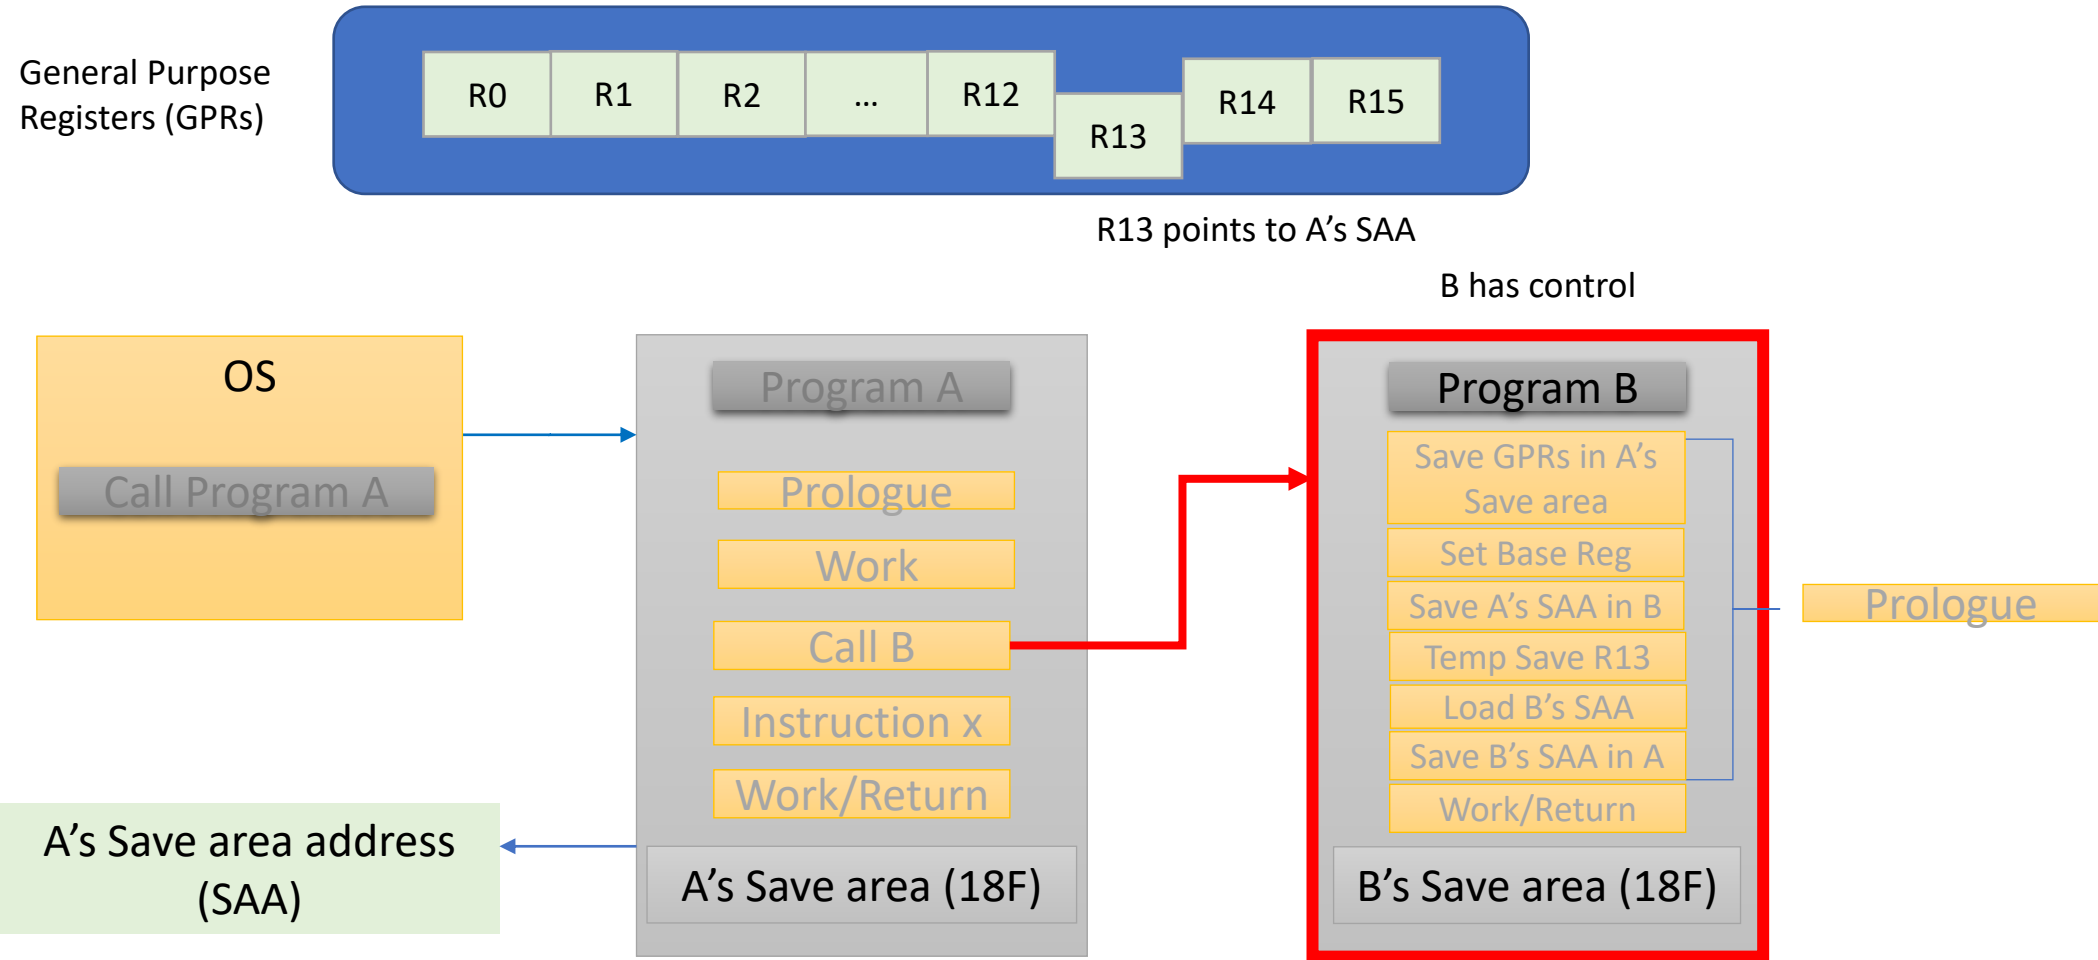 General Purpose
Registers (GPRs)
R0
R1
R2
...
R12
R13
R14
R15
R13 points to A’s SAA
B has control
OS
Call Program A
Program A
Prologue
Work
Call B
Instruction x
Work/Return
A’s Save area (18F)
A’s Save area address
(SAA)
Program B
Save GPRs in A’s
Save area
Set Base Reg
Save A’s SAA in B
Temp Save R13
Load B’s SAA
Save B’s SAA in A
Work/Return
B’s Save area (18F)
Prologue